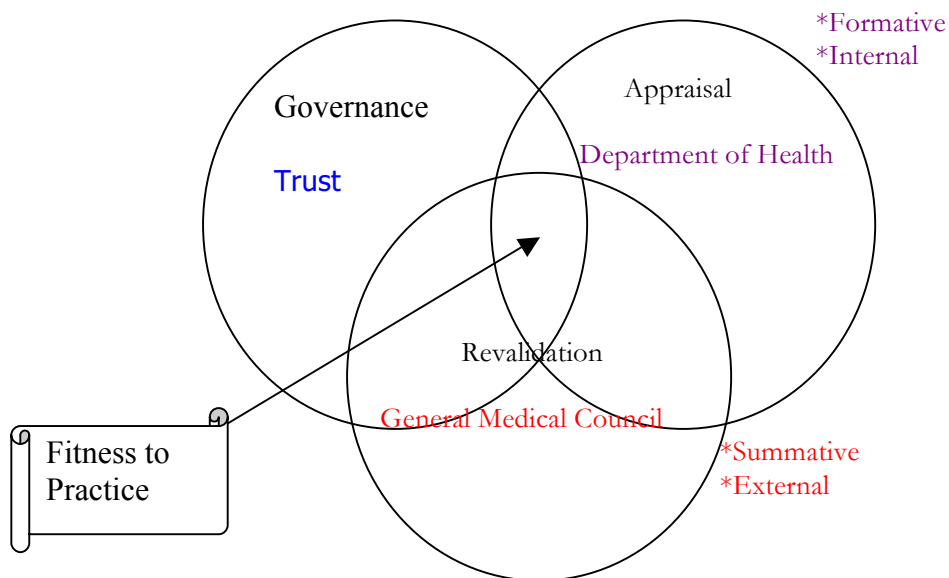 *Formative
*Internal
Appraisal
Governance
Department of Health
Trust
Revalidation
General Medical Council
*Summative
*External
Fitness to
Practice